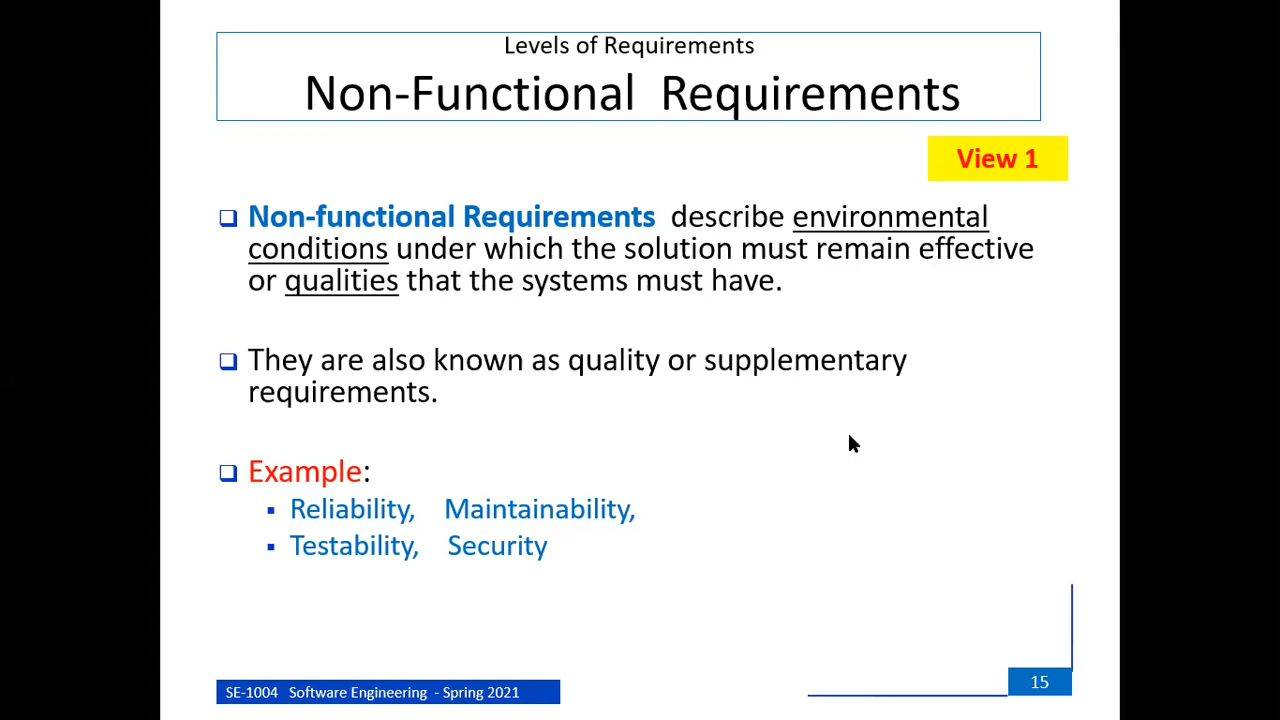 Levels of Requirements
Non-Functional Requirements
View 1
Non-functional Requirements describe environmental
conditions under which the solution must remain effective
or qualities that the systems must have.
They are also known as quality or supplementary
requirements.
Example:
Reliability, Maintainability,
Testability, Security
SE-1004 Software Engineering - Spring 2021
15